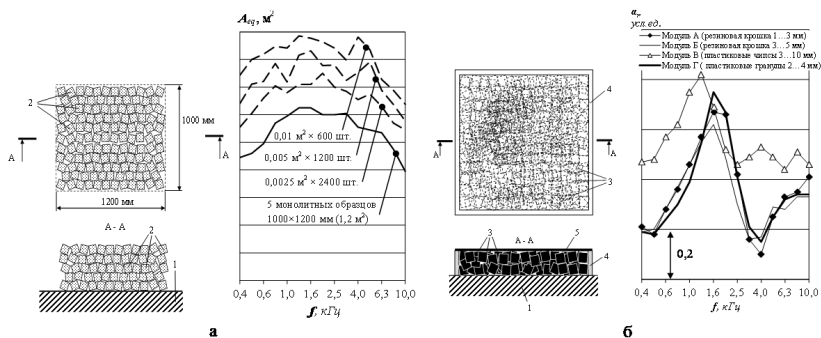 2
1000 мм
А
А
1200 мм
А - А
2
1
Aeq, м²
0,01 м² × 600 шт.
0,005 м² × 1200 шт.
0,0025 м² × 2400 шт.
5 монолитных образцов
1000×1200 мм (1,2 м²)
0,4 0,6 1,0 1,6 2,5 4,0 6,3 10,0
f, кГц
а
4
А
А
3
3
А - А
5
4
1
αr,
усл.ед.
Модуль А (резиновая крошка 1…3 мм)
Модуль Б (резиновая крошка 3…5 мм)
Модуль В (пластиковые чипсы 3…10 мм)
Модуль Г ( пластиковые гранулы 2…4 мм)
0,2
0,4 0,6 1,0 1,6 2,5 4,0 6,3 10,0
f, кГц
б